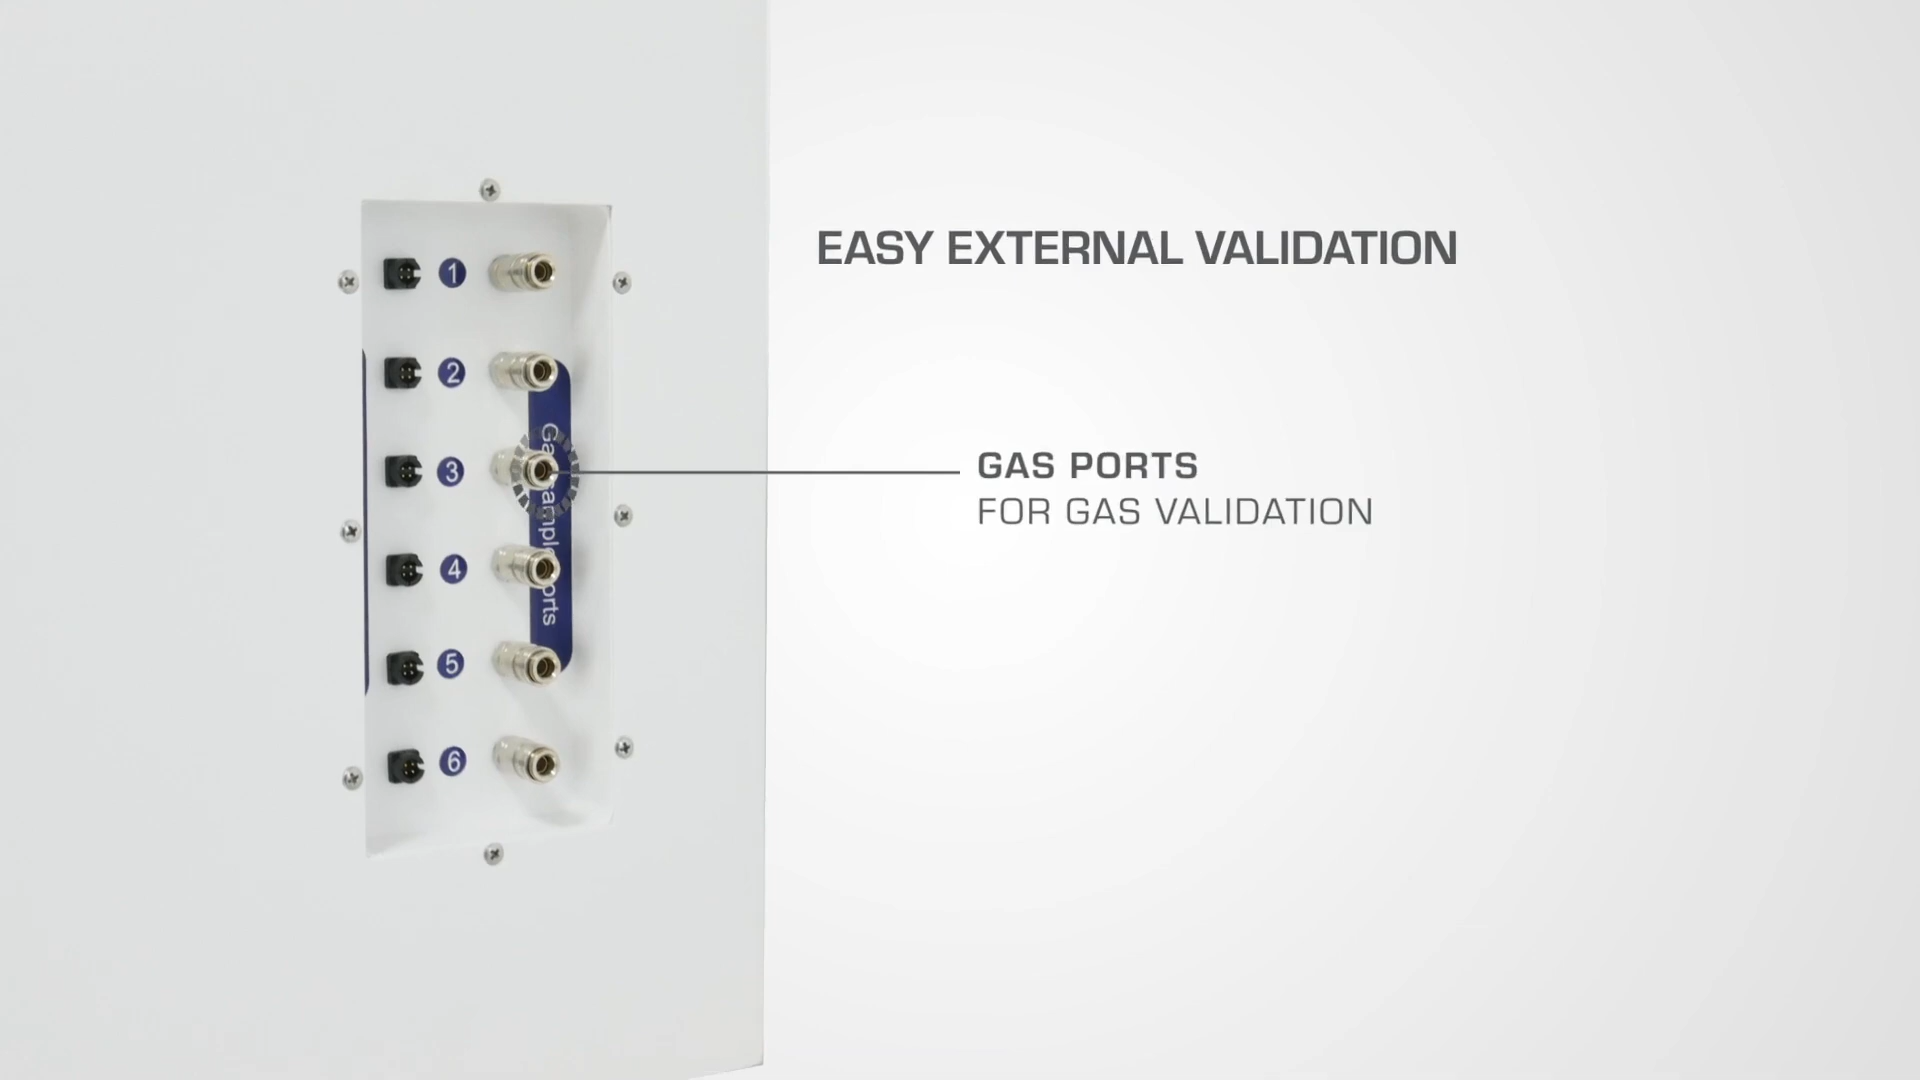 EASY EXTERNAL VALIDATION
1
2
3
4
5
6
GAS PORTS
FOR GAS VALIDATION